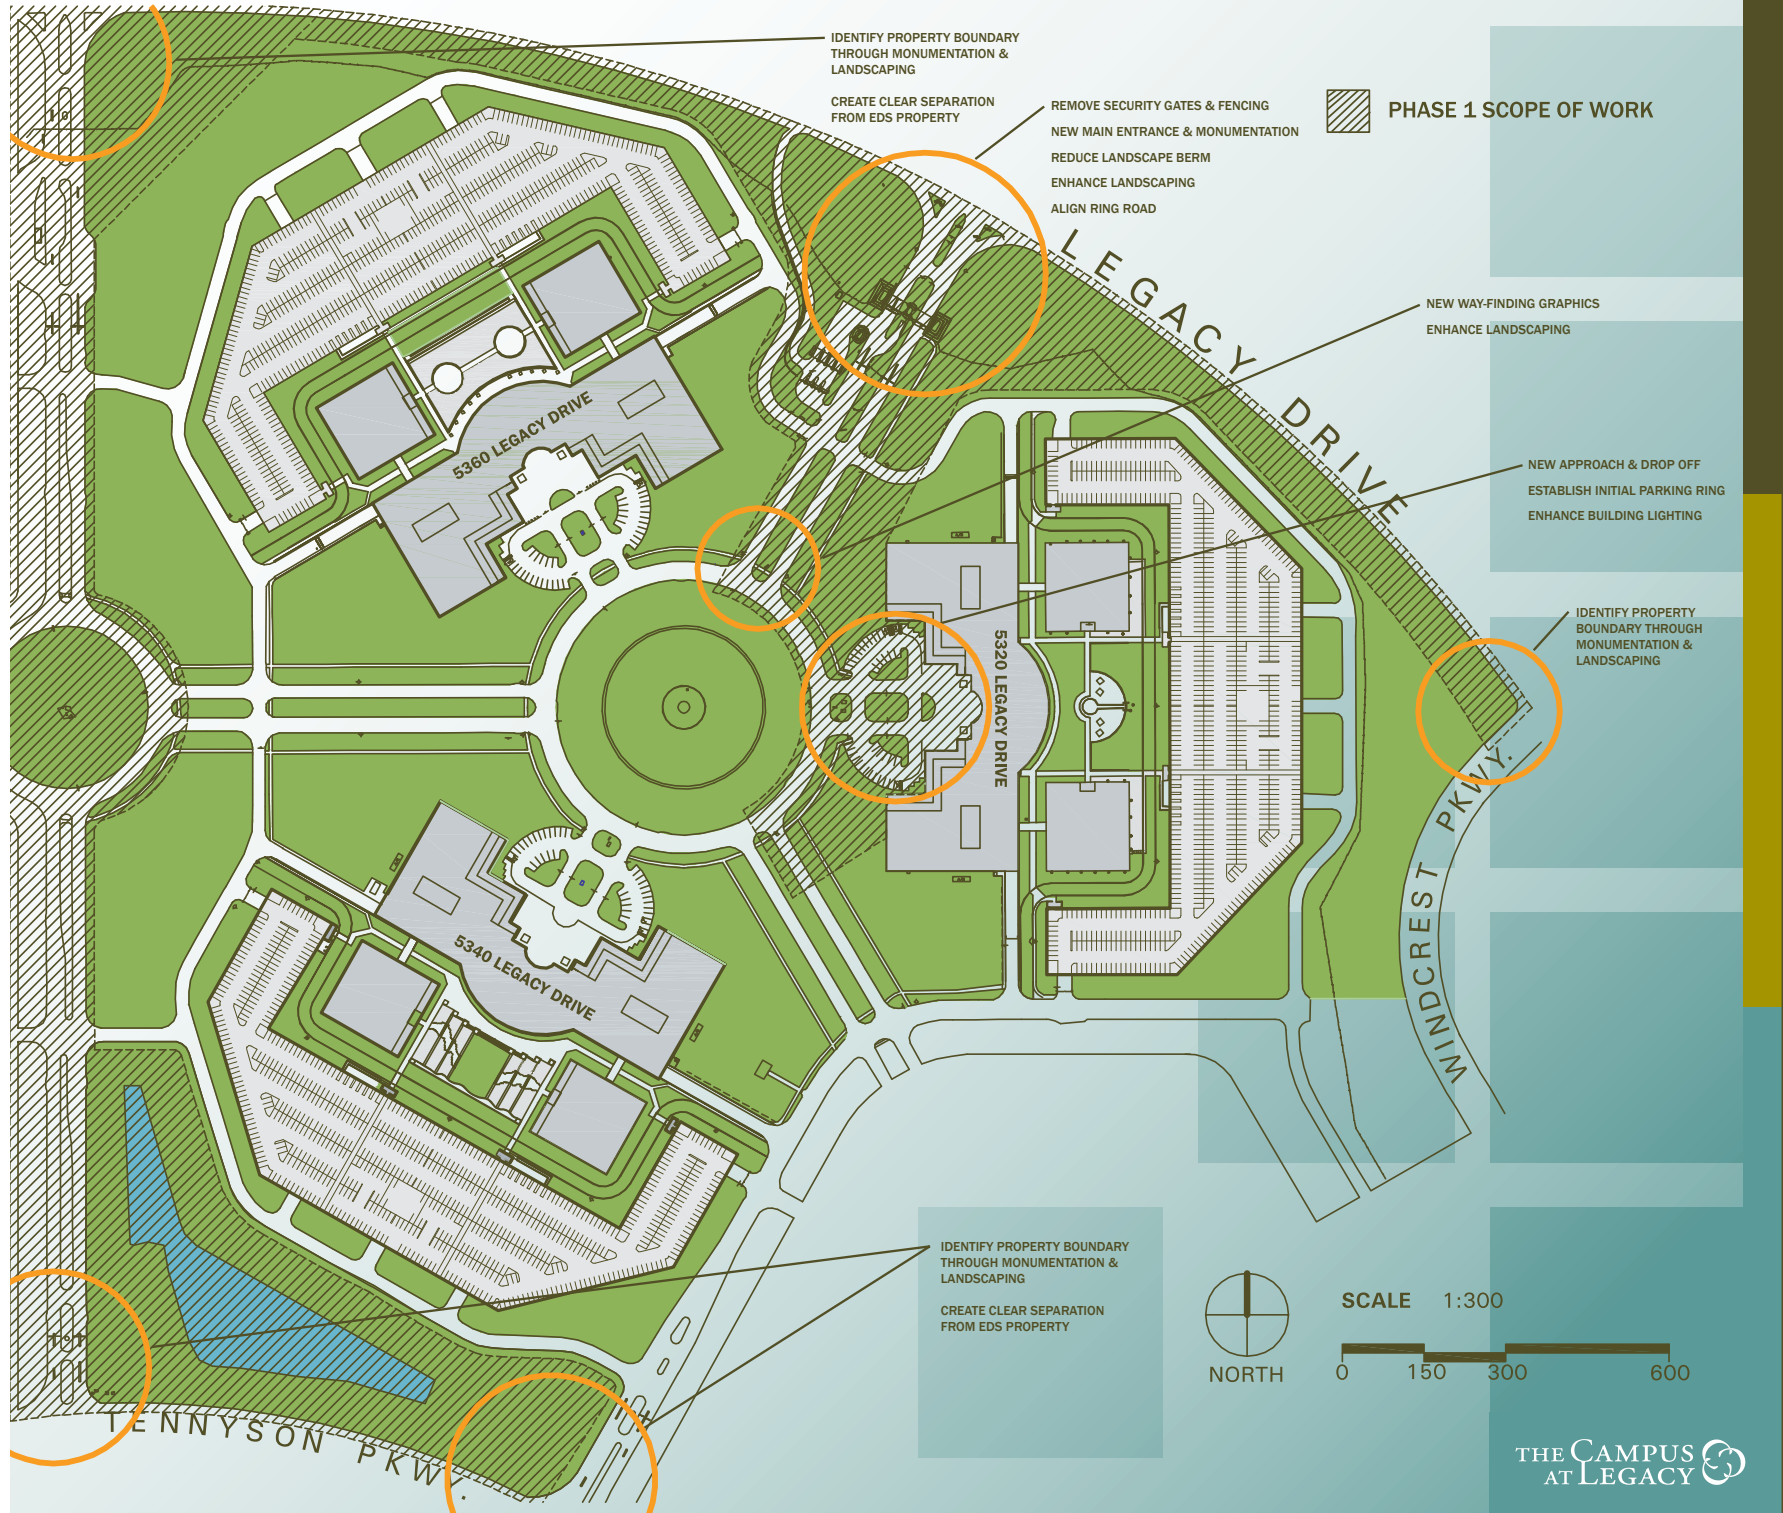 IDENTIFY PROPERTY BOUNDARY
THROUGH MONUMENTATION &
LANDSCAPING
CREATE CLEAR SEPARATION
FROM EDS PROPERTY
REMOVE SECURITY GATES & FENCING
NEW MAIN ENTRANCE & MONUMENTATION
REDUCE LANDSCAPE BERM
ENHANCE LANDSCAPING
ALIGN RING ROAD
PHASE 1 SCOPE OF WORK
LEGACY DRIVE
NEW WAY-FINDING GRAPHICS
ENHANCE LANDSCAPING
5360 LEGACY DRIVE
NEW APPROACH & DROP OFF
ESTABLISH INITIAL PARKING RING
ENHANCE BUILDING LIGHTING
IDENTIFY PROPERTY
BOUNDARY THROUGH
MONUMENTATION &
LANDSCAPING
5320 LEGACY DRIVE
WINDCREST PKWY.
5340 LEGACY DRIVE
IDENTIFY PROPERTY BOUNDARY
THROUGH MONUMENTATION &
LANDSCAPING
CREATE CLEAR SEPARATION
FROM EDS PROPERTY
TENNYSON PKWY.
NORTH
SCALE 1:300
0 150 300 600
THE CAMPUS
AT LEGACY